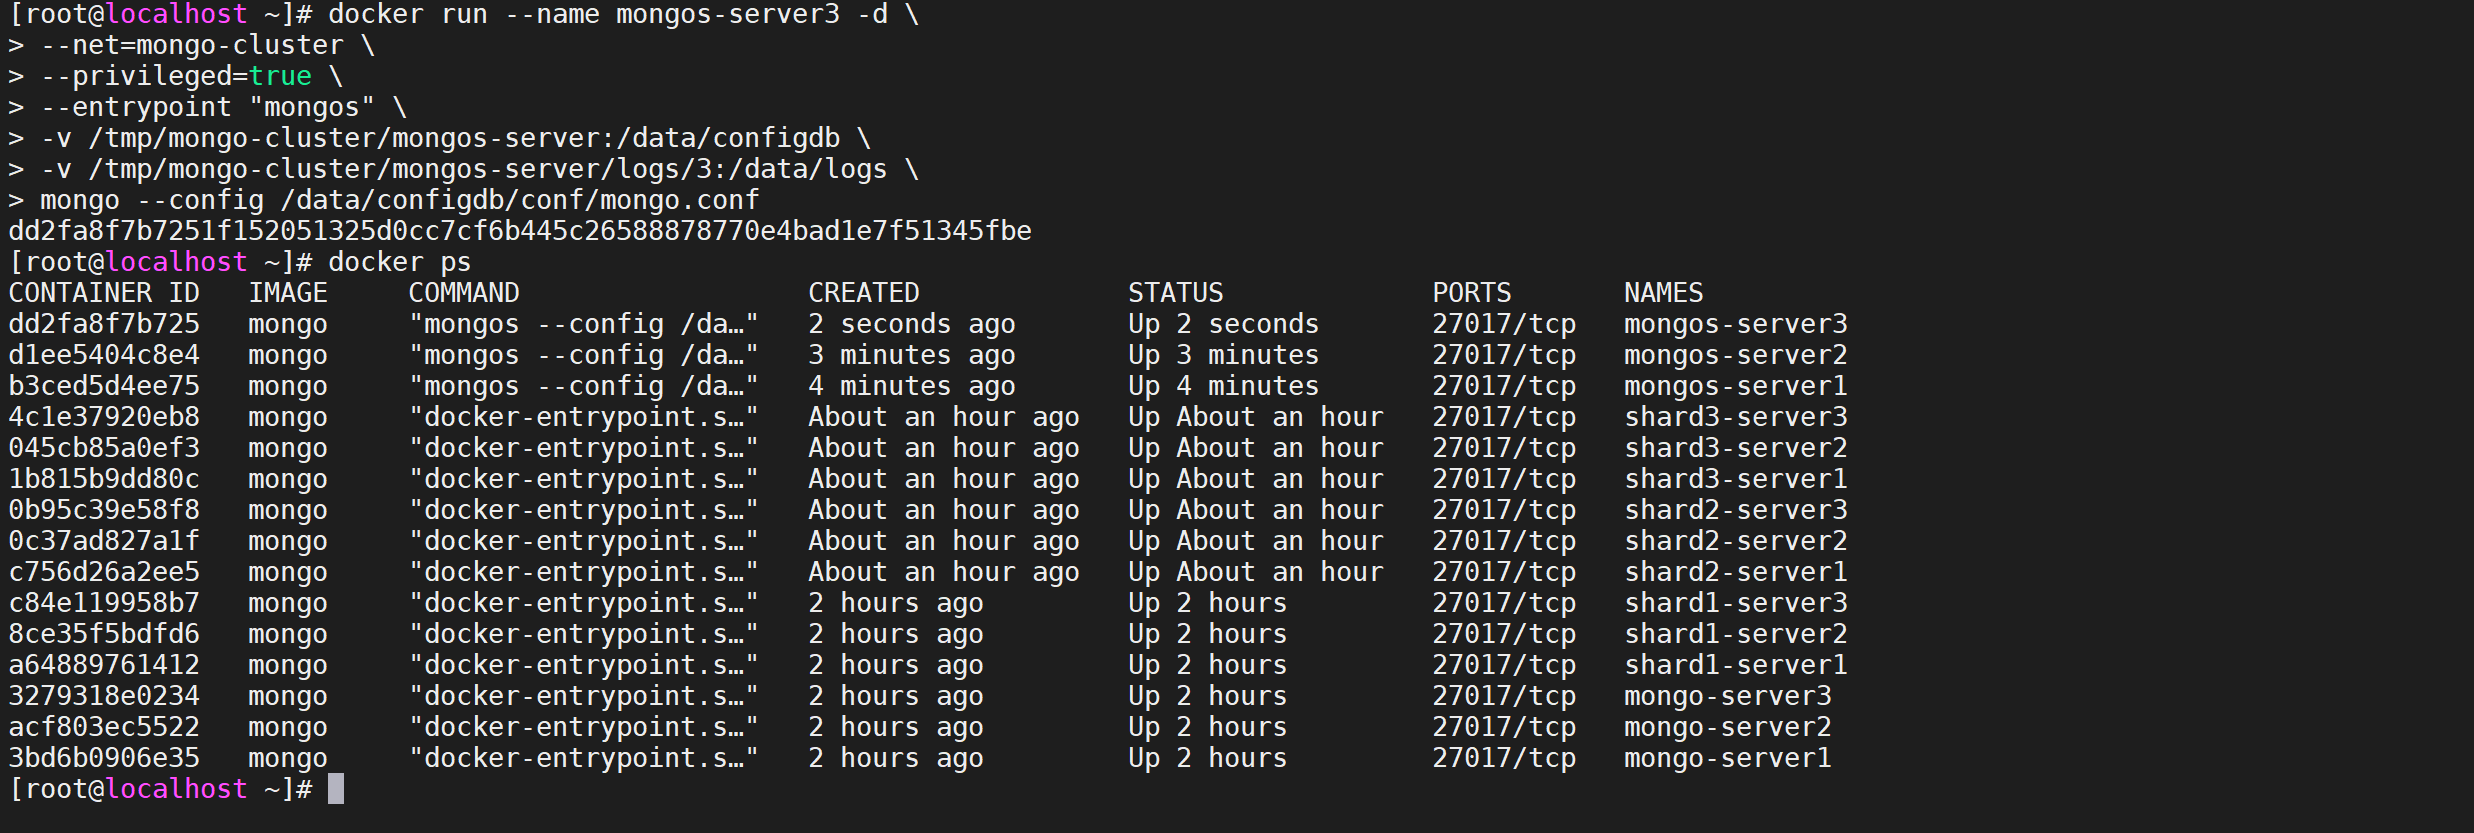 [root@localhost ~]# docker run --name mongos-server3 -d \
> --net=mongo-cluster \
> --privileged=true \
> --entrypoint "mongos" \
> -v /tmp/mongo-cluster/mongos-server:/data/configdb \
> -v /tmp/mongo-cluster/mongos-server/logs/3:/data/logs \
> mongo --config /data/configdb/conf/mongo.conf
dd2fa8f7b7251f152051325d0cc7cf6b445c26588878770e4bad1e7f51345fbe
[root@localhost ~]# docker ps
CONTAINER ID   IMAGE     COMMAND                  CREATED             STATUS             PORTS       NAMES
dd2fa8f7b725   mongo     "mongos --config /da…"   2 seconds ago       Up 2 seconds       27017/tcp   mongos-server3
d1ee5404c8e4   mongo     "mongos --config /da…"   3 minutes ago       Up 3 minutes       27017/tcp   mongos-server2
b3ced5d4ee75   mongo     "mongos --config /da…"   4 minutes ago       Up 4 minutes       27017/tcp   mongos-server1
4c1e37920eb8   mongo     "docker-entrypoint.s…"   About an hour ago   Up About an hour   27017/tcp   shard3-server3
045cb85a0ef3   mongo     "docker-entrypoint.s…"   About an hour ago   Up About an hour   27017/tcp   shard3-server2
1b815b9dd80c   mongo     "docker-entrypoint.s…"   About an hour ago   Up About an hour   27017/tcp   shard3-server1
0b95c39e58f8   mongo     "docker-entrypoint.s…"   About an hour ago   Up About an hour   27017/tcp   shard2-server3
0c37ad827a1f   mongo     "docker-entrypoint.s…"   About an hour ago   Up About an hour   27017/tcp   shard2-server2
c756d26a2ee5   mongo     "docker-entrypoint.s…"   About an hour ago   Up About an hour   27017/tcp   shard2-server1
c84e119958b7   mongo     "docker-entrypoint.s…"   2 hours ago         Up 2 hours         27017/tcp   shard1-server3
8ce35f5bdfd6   mongo     "docker-entrypoint.s…"   2 hours ago         Up 2 hours         27017/tcp   shard1-server2
a64889761412   mongo     "docker-entrypoint.s…"   2 hours ago         Up 2 hours         27017/tcp   shard1-server1
3279318e0234   mongo     "docker-entrypoint.s…"   2 hours ago         Up 2 hours         27017/tcp   mongo-server3
acf803ec5522   mongo     "docker-entrypoint.s…"   2 hours ago         Up 2 hours         27017/tcp   mongo-server2
3bd6b0906e35   mongo     "docker-entrypoint.s…"   2 hours ago         Up 2 hours         27017/tcp   mongo-server1
[root@localhost ~]#